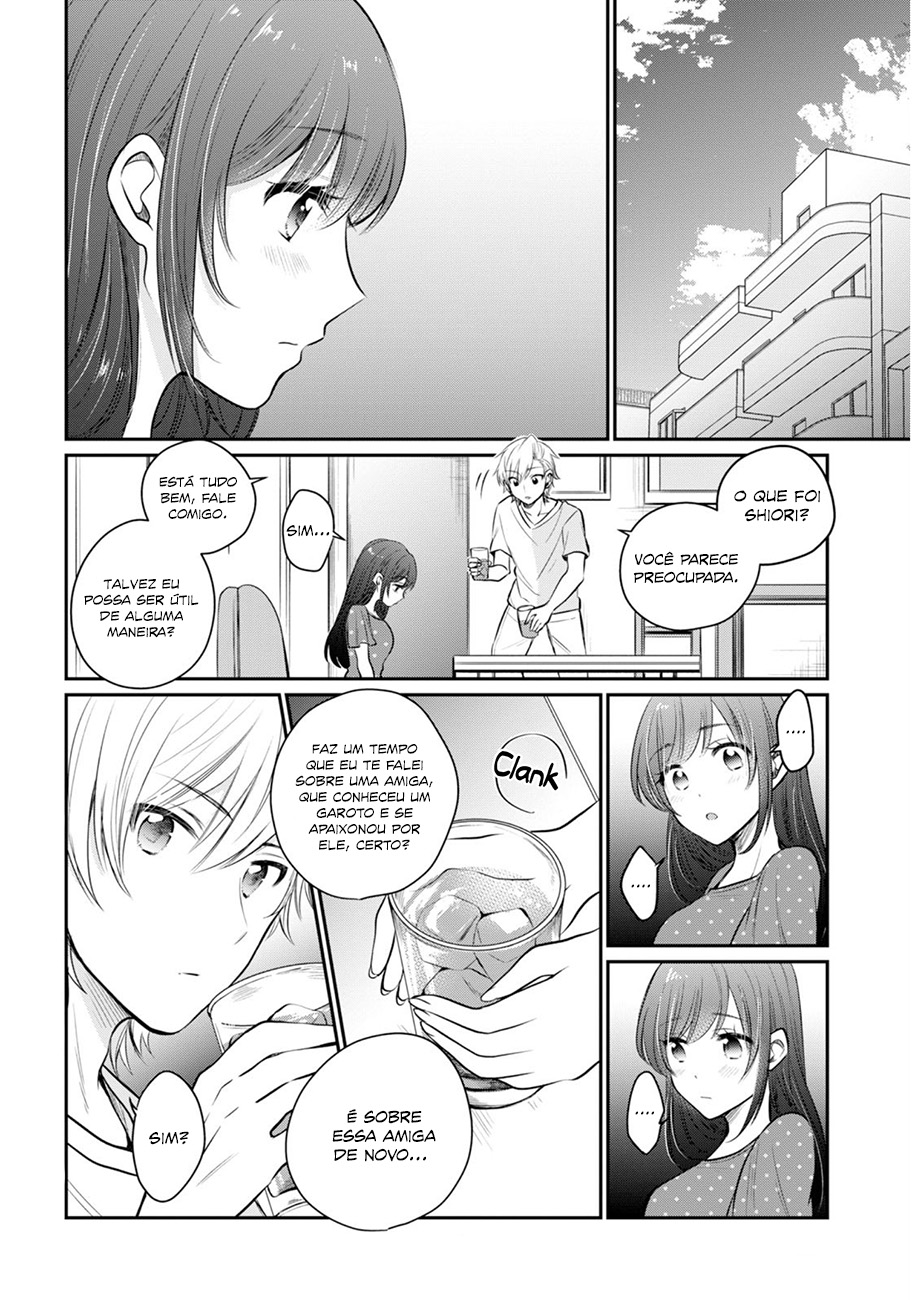 O QUE FOI
SHIORI?
VOCÊ PARECE
PREOCUPADA.
SIM...
ESTÁ TUDO
BEM, FALE
COMIGO.
TALVEZ EU
POSSA SER ÚTIL
DE ALGUMA
MANEIRA?
....
....
....
Clank
FAZ UM TEMPO
QUE EU TE FALEI
SOBRE UMA AMIGA,
QUE CONHECEU UM
GAROTO E SE
APAIXONOU POR
ELE, CERTO?
É SOBRE
ESSA AMIGA
DE NOVO...
SIM?